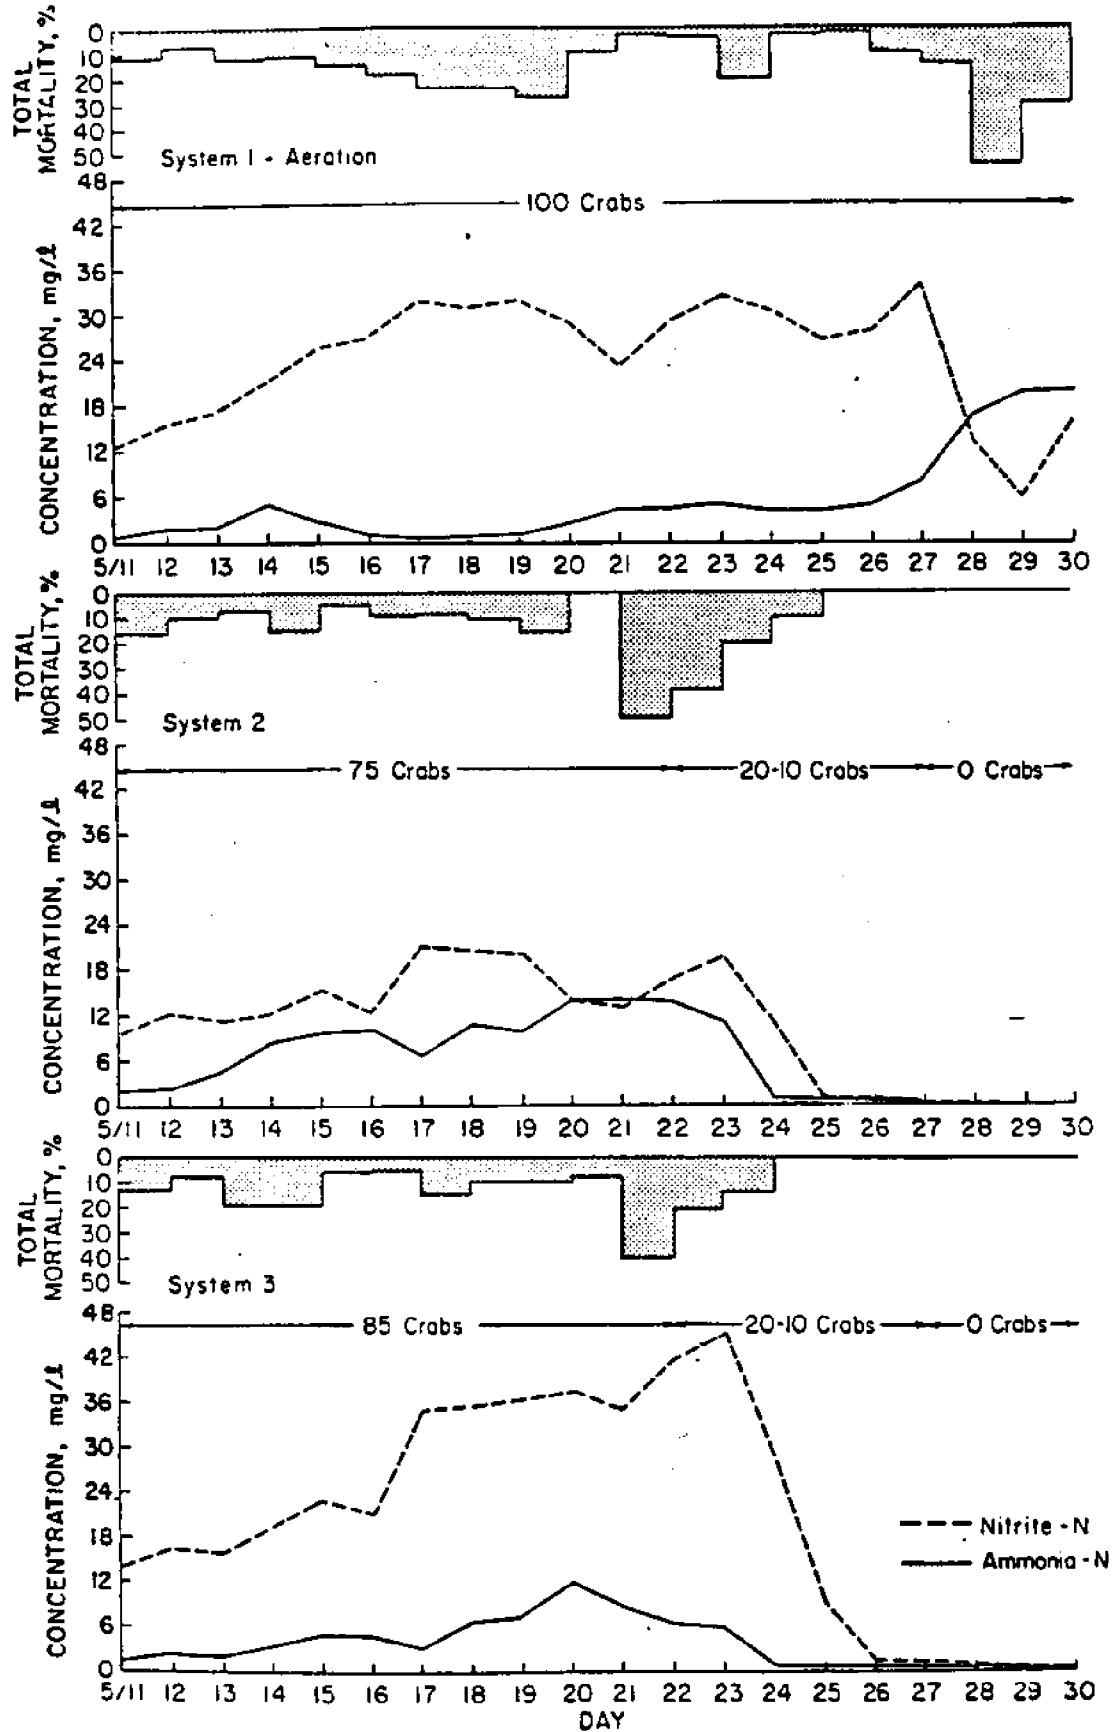 TOTAL
MORTALITY, %
0
10
20
30
40
50
System 1 - Aeration
CONCENTRATION, mg/l
48
42
36
30
24
18
12
6
0
100 Crabs
5/11 12 13 14 15 16 17 18 19 20 21 22 23 24 25 26 27 28 29 30
TOTAL
MORTALITY, %
0
10
20
30
40
50
System 2
CONCENTRATION, mg/l
48
42
36
30
24
18
12
6
0
75 Crabs 20-10 Crabs 0 Crabs
5/11 12 13 14 15 16 17 18 19 20 21 22 23 24 25 26 27 28 29 30
TOTAL
MORTALITY, %
0
10
20
30
40
50
System 3
CONCENTRATION, mg/l
48
42
36
30
24
18
12
6
0
85 Crabs 20-10 Crabs 0 Crabs
Nitrite - N
Ammonia - N
5/11 12 13 14 15 16 17 18 19 20 21 22 23 24 25 26 27 28 29 30
DAY